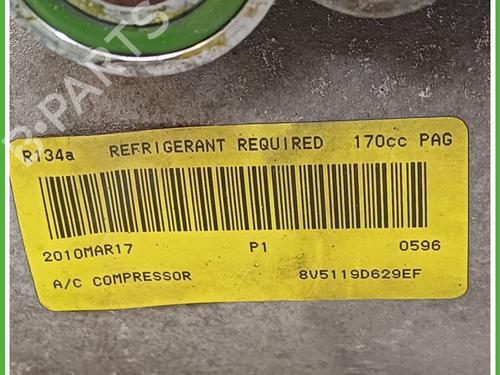 B-PARTS
R134a REFRIGERANT REQUIRED 170cc PAG
2010MAR17 P1 0596
A/C COMPRESSOR 8V5119D629EF